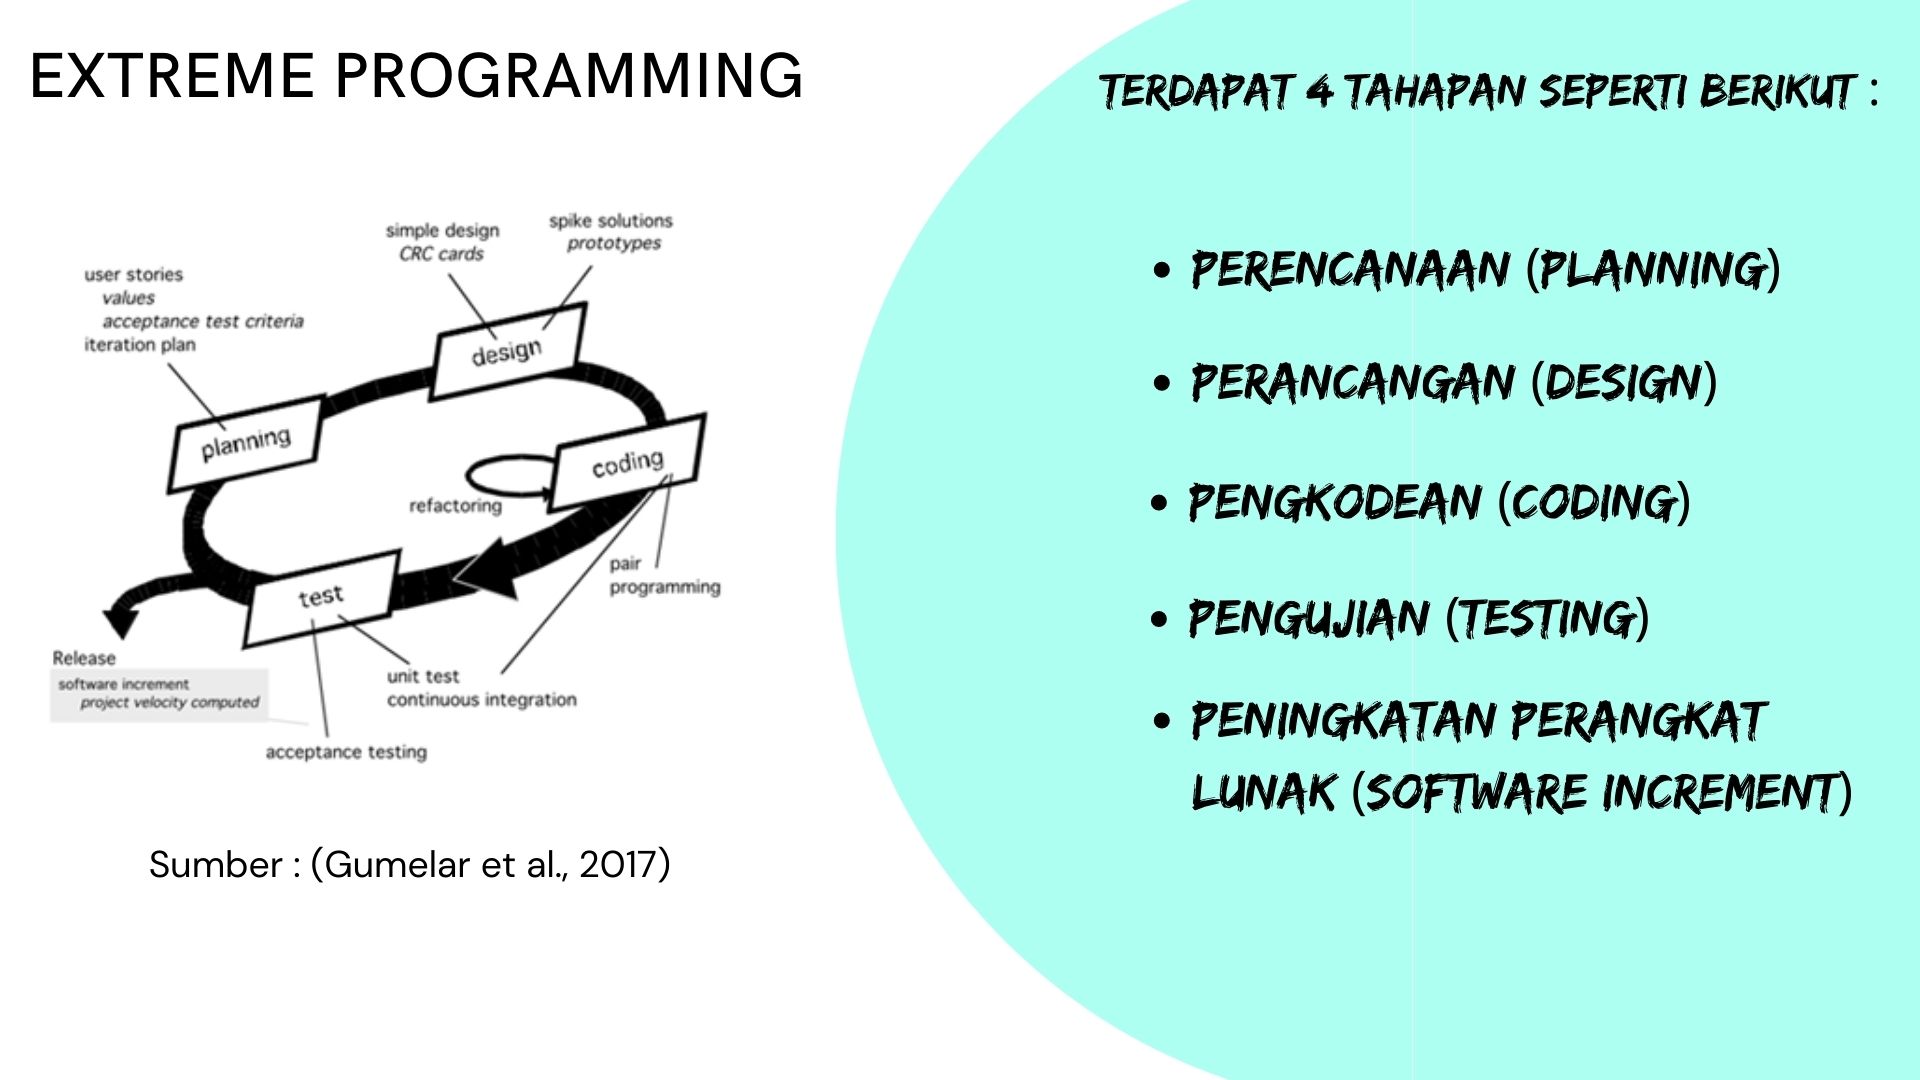 EXTREME PROGRAMMING
simple design
CRC cards
spike solutions
prototypes
user stories
values
acceptance test criteria
iteration plan
design
planning
coding
refactoring
pair
programming
test
Release
software increment
project velocity computed
unit test
continuous integration
acceptance testing
Sumber : (Gumelar et al., 2017)
TERDAPAT 4 TAHAPAN SEPERTI BERIKUT :
• PERENCANAAN (PLANNING)
• PERANCANGAN (DESIGN)
• PENGKODEAN (CODING)
• PENGUJIAN (TESTING)
• PENINGKATAN PERANGKAT
LUNAK (SOFTWARE INCREMENT)